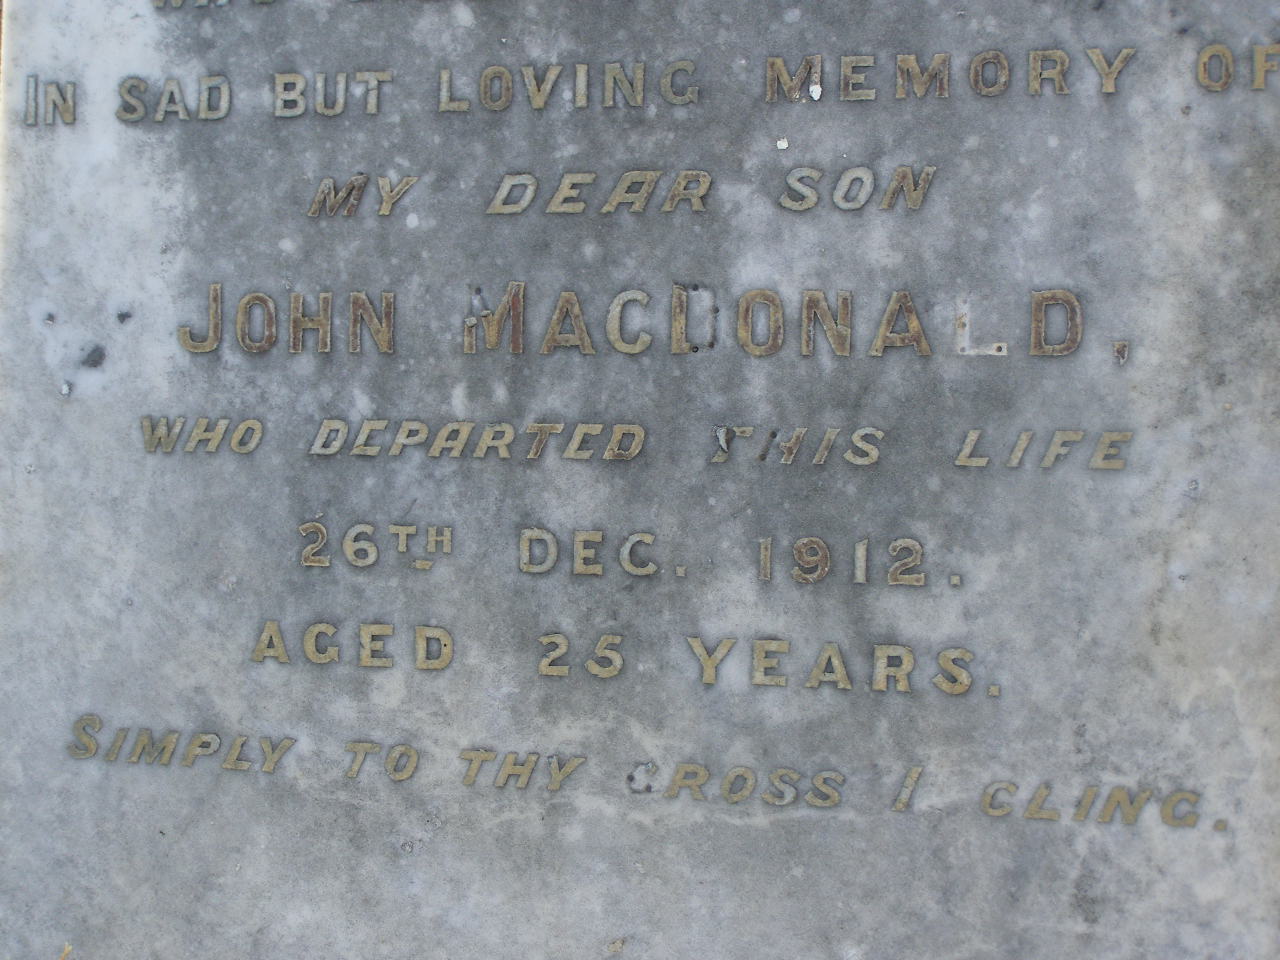 WHO
IN SAD BUT LOVING MEMORY OF
MY DEAR SON
JOHN MACDONALD,
WHO DEPARTED THIS LIFE
26TH DEC. 1912.
AGED 25 YEARS.
SIMPLY TO THY CROSS I CLING.